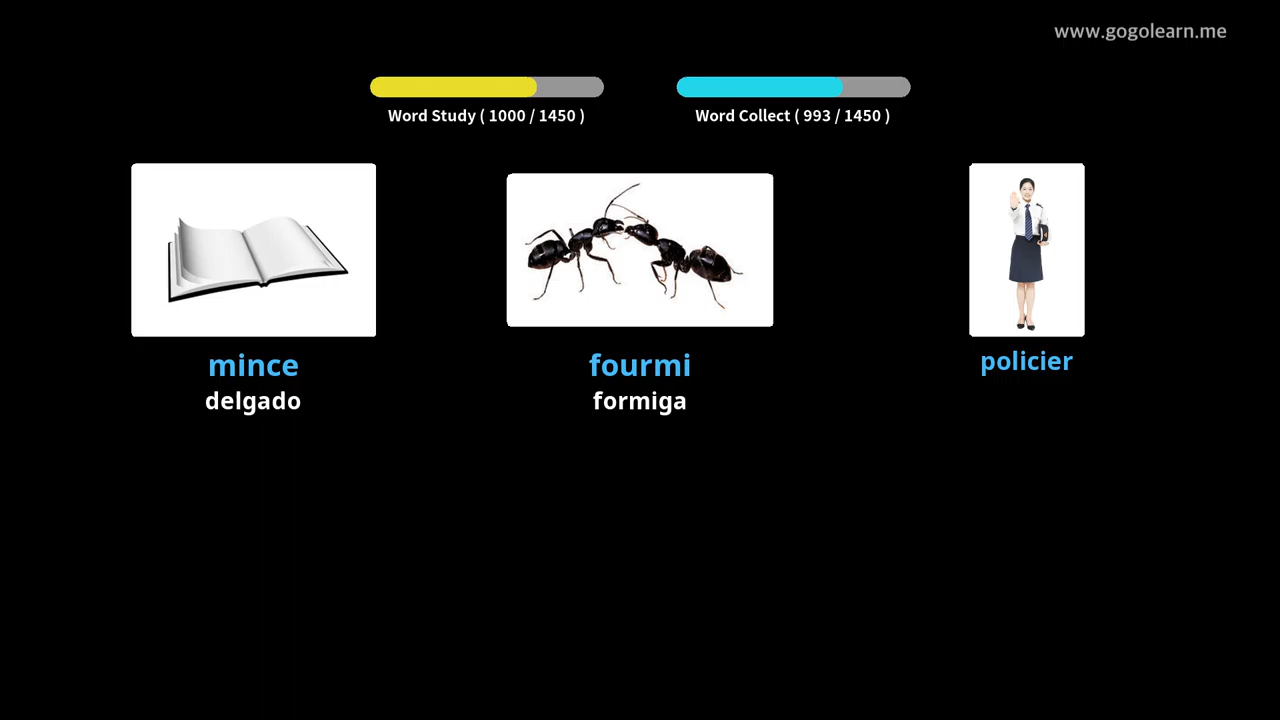 www.gogolearn.me
Word Study ( 1000 / 1450 )
Word Collect ( 993 / 1450 )
mince
delgado
fourmi
formiga
policier